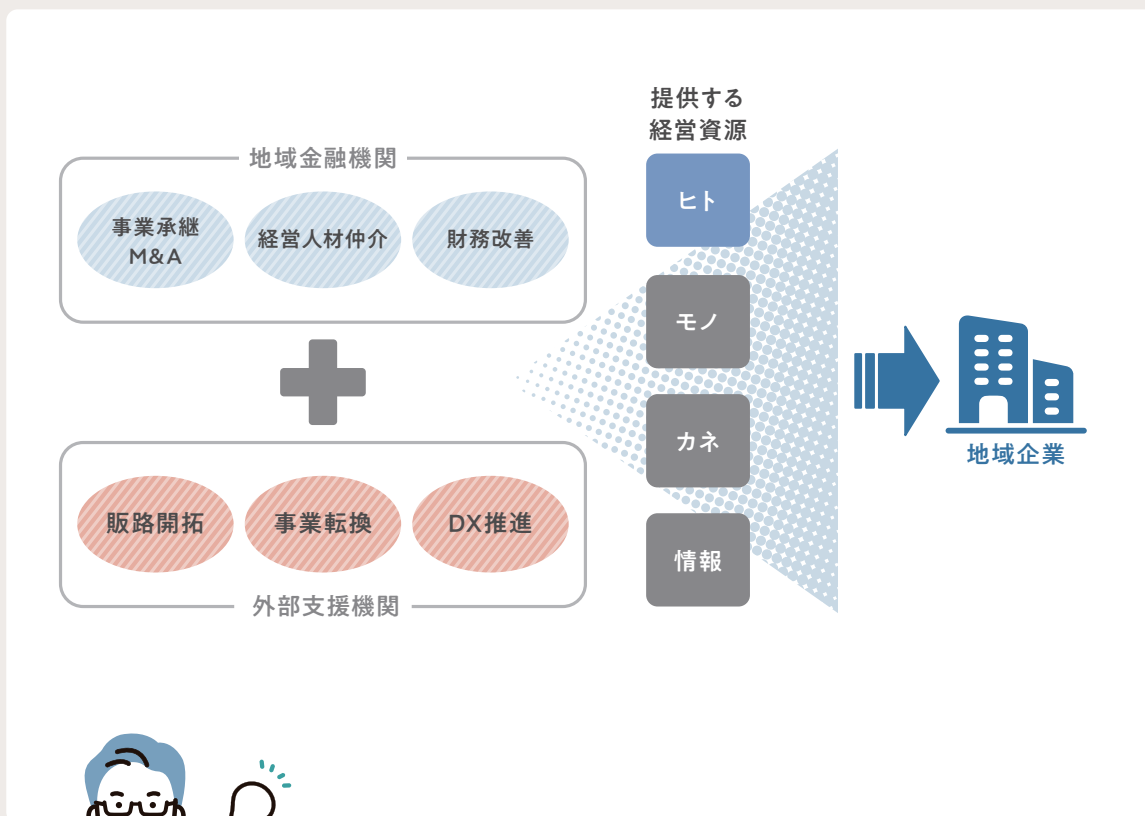 地域金融機関
事業承継
M&A
経営人材仲介
財務改善
販路開拓
事業転換
DX推進
外部支援機関
提供する
経営資源
ヒト
モノ
カネ
情報
地域企業